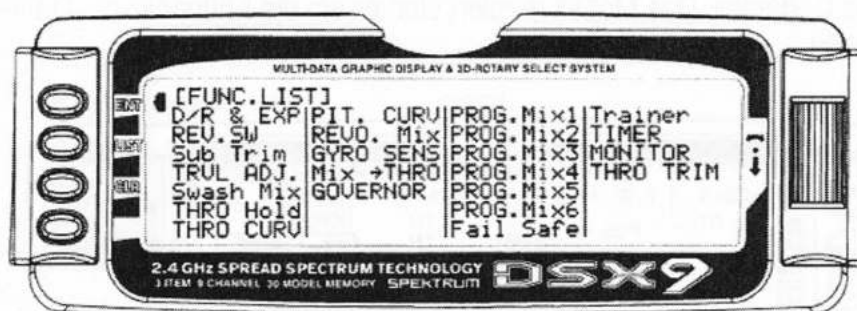 MULTI-DATA GRAPHIC DISPLAY & 3D-ROTARY SELECT SYSTEM
ENT
LIST
CLR
[FUNC.LIST]
D/R & EXP|PIT. CURV|PROG.Mix1|Trainer
REV.SW |REVO. Mix|PROG.Mix2|TIMER
Sub Trim |GYRO SENS|PROG.Mix3|MONITOR
TRVL ADJ.|Mix →THRO|PROG.Mix4|THRO TRIM
Swash Mix|GOVERNOR |PROG.Mix5|
THRO Hold| |PROG.Mix6|
THRO CURV| |Fail Safe|
2.4 GHz SPREAD SPECTRUM TECHNOLOGY
3 ITEM 9 CHANNEL 30 MODEL MEMORY SPEKTRUM
DSX9